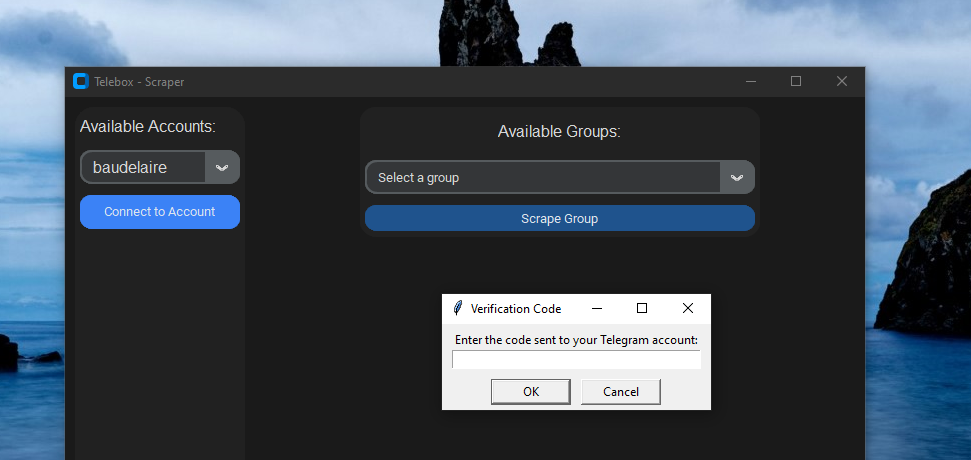 Telebox - Scraper
Available Accounts:
baudelaire
Connect to Account
Available Groups:
Select a group
Scrape Group
Verification Code
Enter the code sent to your Telegram account:
OK
Cancel